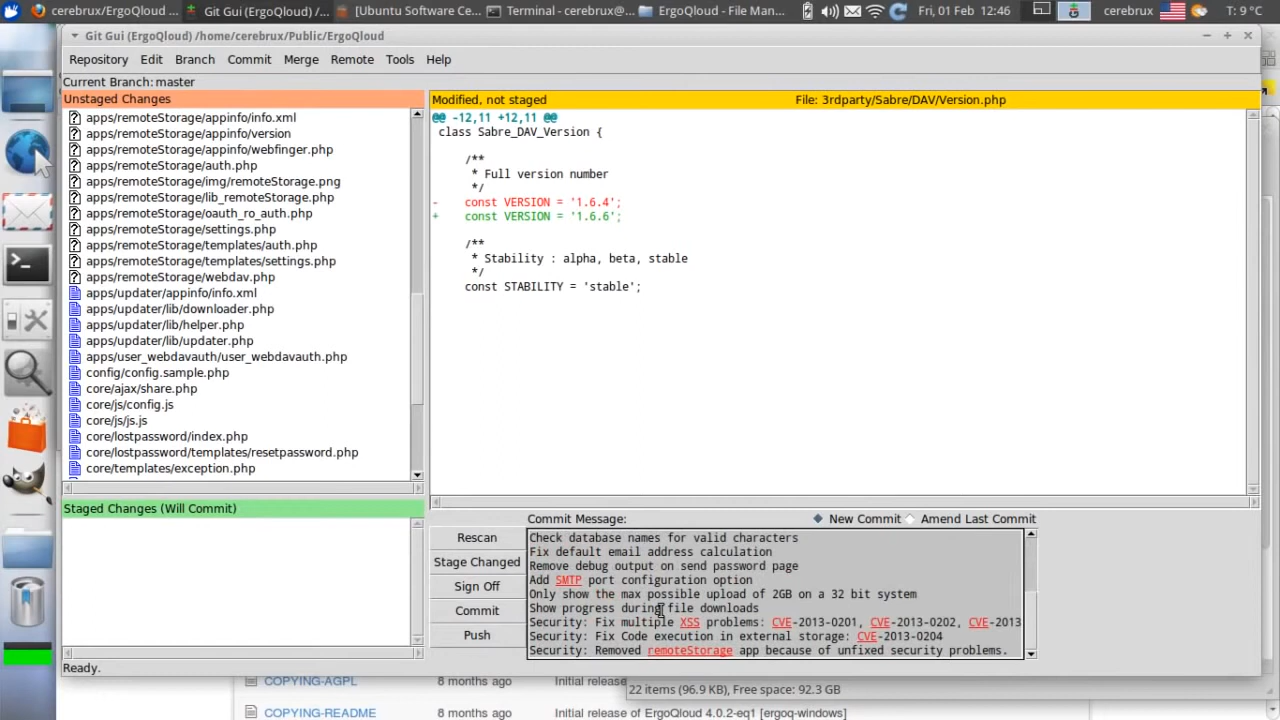 cerebrux/ErgoQloud ...
Git Gui (ErgoQloud) /...
[Ubuntu Software Ce...
Terminal — cerebrux@...
ErgoQloud - File Man...
Fri, 01 Feb 12:46
cerebrux
T: 9 °C
Git Gui (ErgoQloud) /home/cerebrux/Public/ErgoQloud
Repository Edit Branch Commit Merge Remote Tools Help
Current Branch: master
Unstaged Changes
apps/remoteStorage/appinfo/info.xml
apps/remoteStorage/appinfo/version
apps/remoteStorage/appinfo/webfinger.php
apps/remoteStorage/auth.php
apps/remoteStorage/img/remoteStorage.png
apps/remoteStorage/lib_remoteStorage.php
apps/remoteStorage/oauth_ro_auth.php
apps/remoteStorage/settings.php
apps/remoteStorage/templates/auth.php
apps/remoteStorage/templates/settings.php
apps/remoteStorage/webdav.php
apps/updater/appinfo/info.xml
apps/updater/lib/downloader.php
apps/updater/lib/helper.php
apps/updater/lib/updater.php
apps/user_webdavauth/user_webdavauth.php
config/config.sample.php
core/ajax/share.php
core/js/config.js
core/js/js.js
core/lostpassword/index.php
core/lostpassword/templates/resetpassword.php
core/templates/exception.php
Staged Changes (Will Commit)
Modified, not staged File: 3rdparty/Sabre/DAV/Version.php
@@ -12,11 +12,11 @@
class Sabre_DAV_Version {
/**
* Full version number
*/
- const VERSION = '1.6.4';
+ const VERSION = '1.6.6';
/**
* Stability : alpha, beta, stable
*/
const STABILITY = 'stable';
Rescan
Stage Changed
Sign Off
Commit
Push
Commit Message: New Commit Amend Last Commit
Check database names for valid characters
Fix default email address calculation
Remove debug output on send password page
Add SMTP port configuration option
Only show the max possible upload of 2GB on a 32 bit system
Show progress during file downloads
Security: Fix multiple XSS problems: CVE-2013-0201, CVE-2013-0202, CVE-2013
Security: Fix Code execution in external storage: CVE-2013-0204
Security: Removed remoteStorage app because of unfixed security problems.
Ready.
COPYING-AGPL 8 months ago Initial release
22 items (96.9 KB), Free space: 92.3 GB
COPYING-README 8 months ago Initial release of ErgoQloud 4.0.2-eq1 [ergoq-windows]